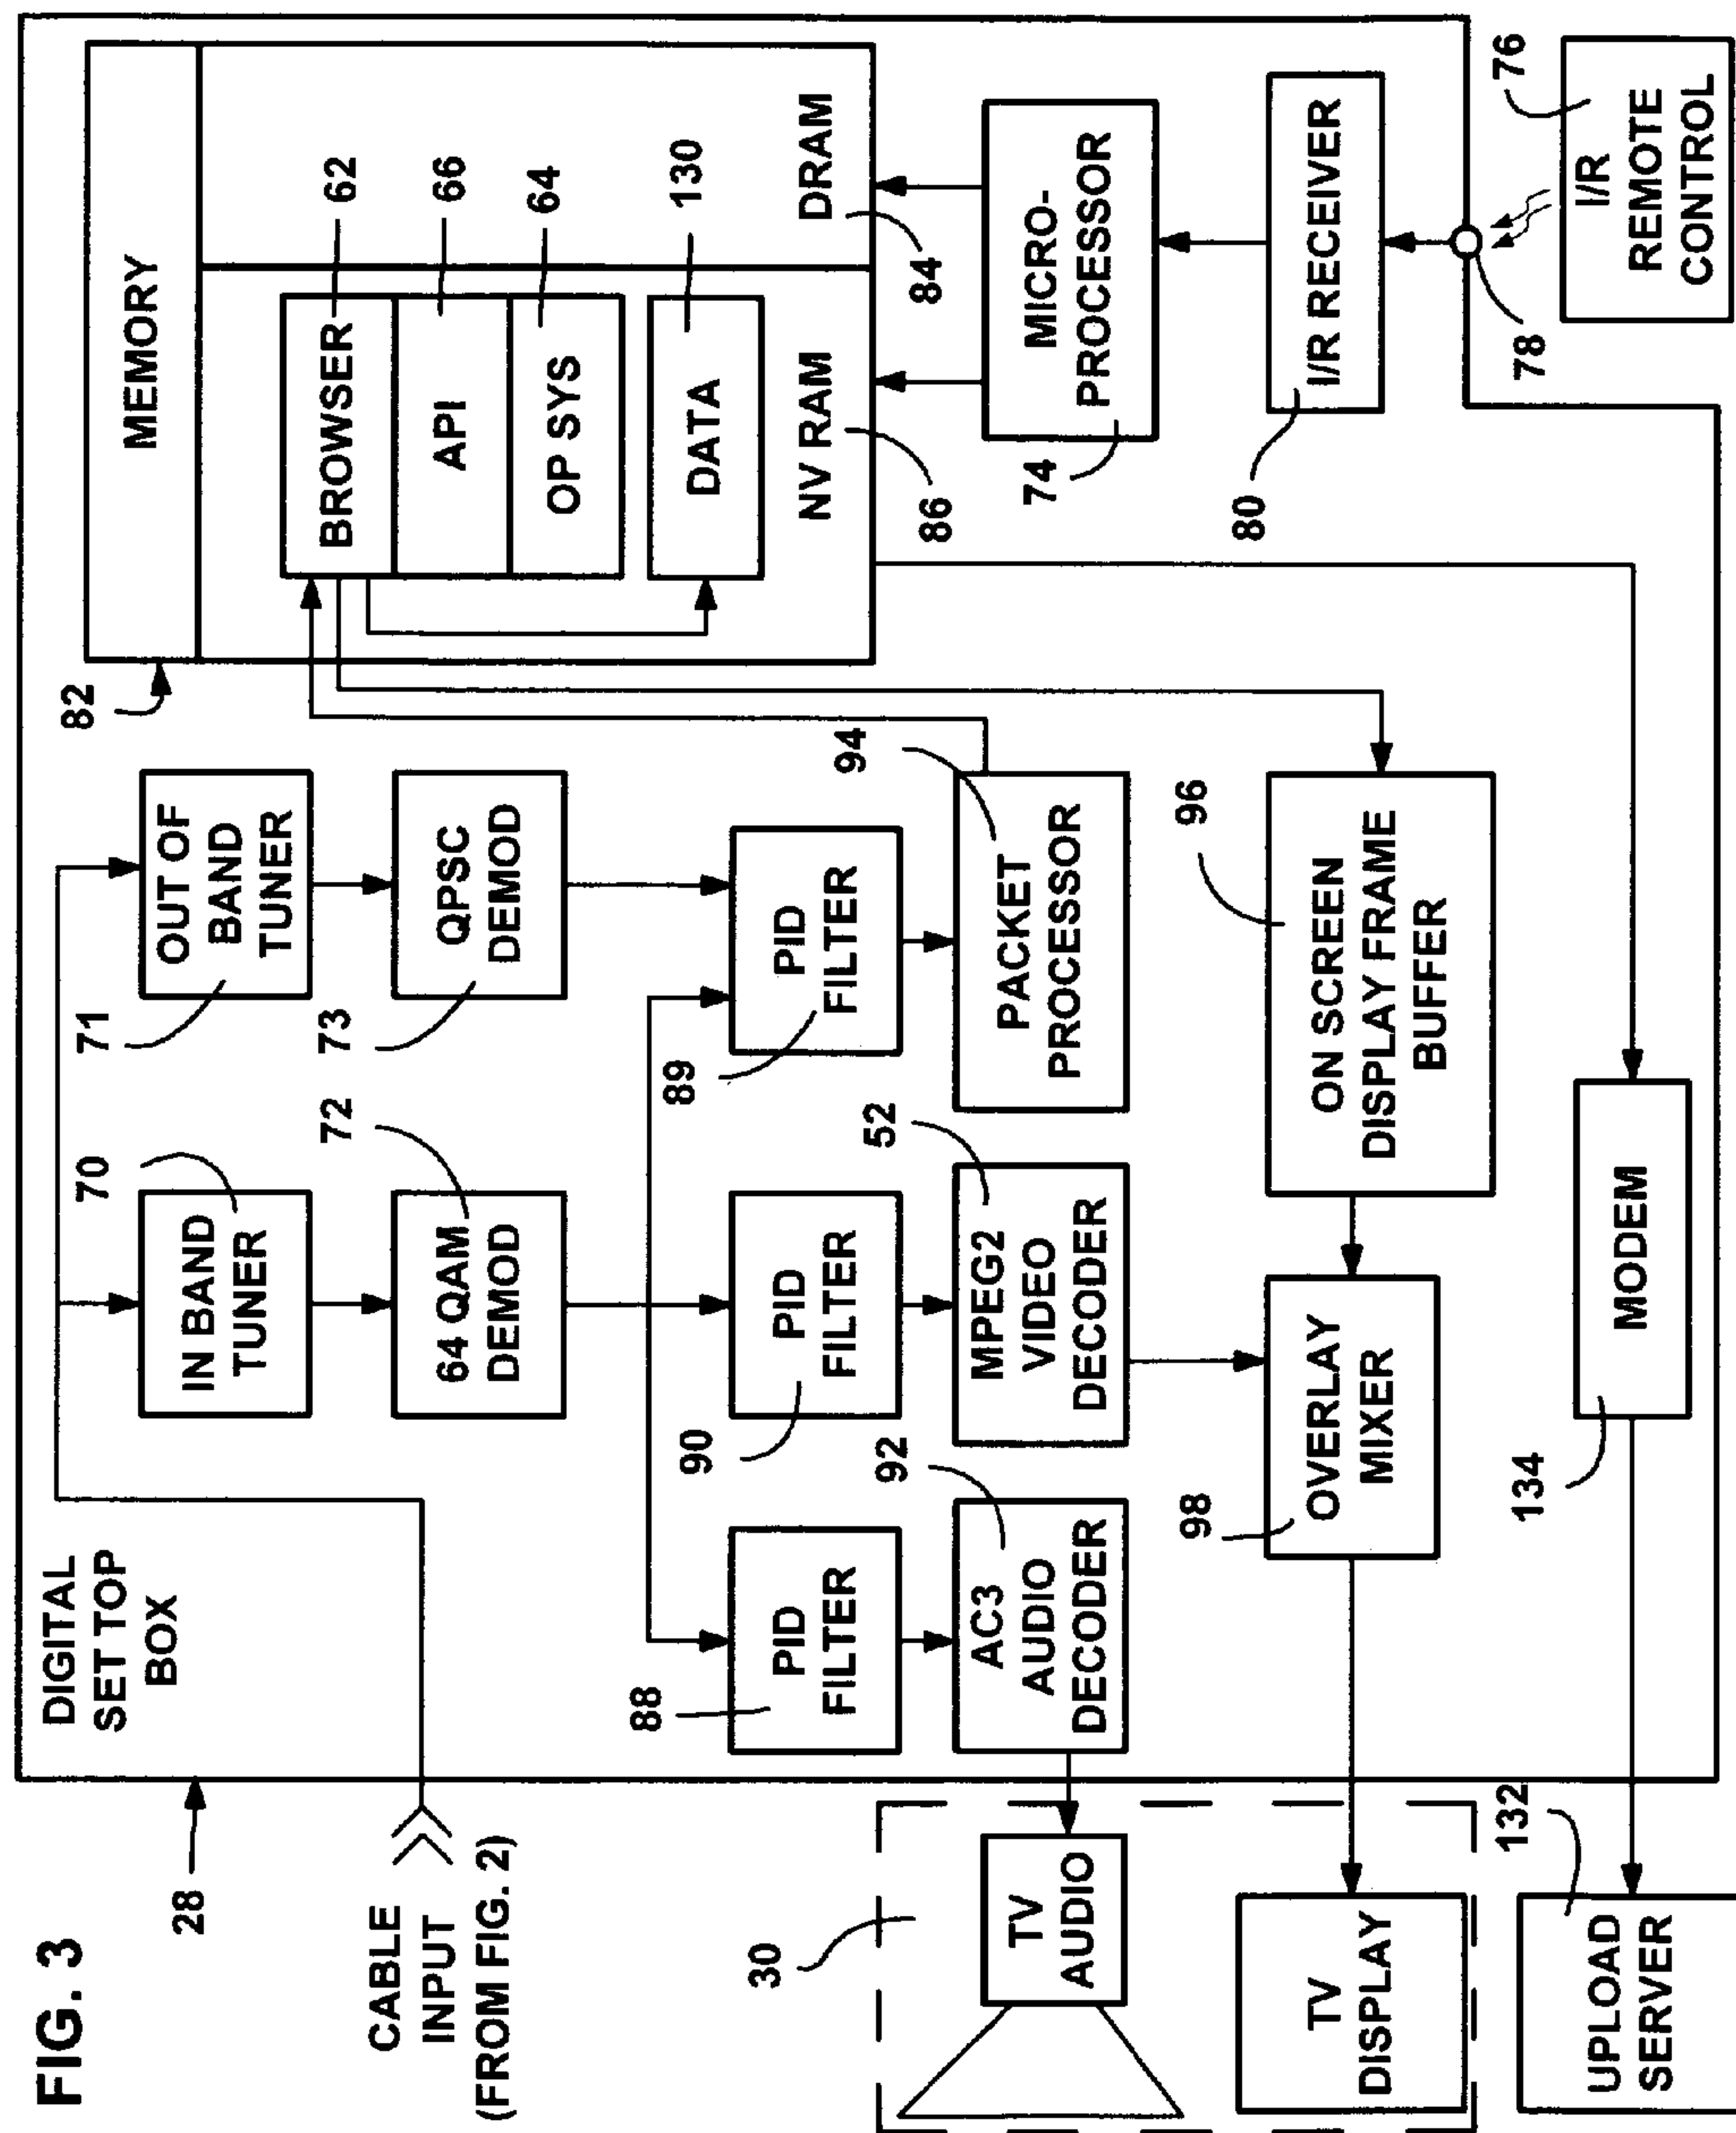 FIG. 3
28
DIGITAL
SET TOP
BOX
CABLE
INPUT
(FROM FIG. 2)
70
IN BAND
TUNER
71
OUT OF
BAND
TUNER
72
64 QAM
DEMOD
73
QPSC
DEMOD
82
MEMORY
BROWSER
62
API
66
OP SYS
64
DATA
130
NV RAM
86
DRAM
84
88
PID
FILTER
90
PID
FILTER
89
PID
FILTER
92
AC3
AUDIO
DECODER
52
MPEG2
VIDEO
DECODER
94
PACKET
PROCESSOR
74
MICRO-
PROCESSOR
30
TV
AUDIO
TV
DISPLAY
98
OVERLAY
MIXER
96
ON SCREEN
DISPLAY FRAME
BUFFER
80
I/R RECEIVER
78
76
I/R
REMOTE
CONTROL
132
UPLOAD
SERVER
134
MODEM